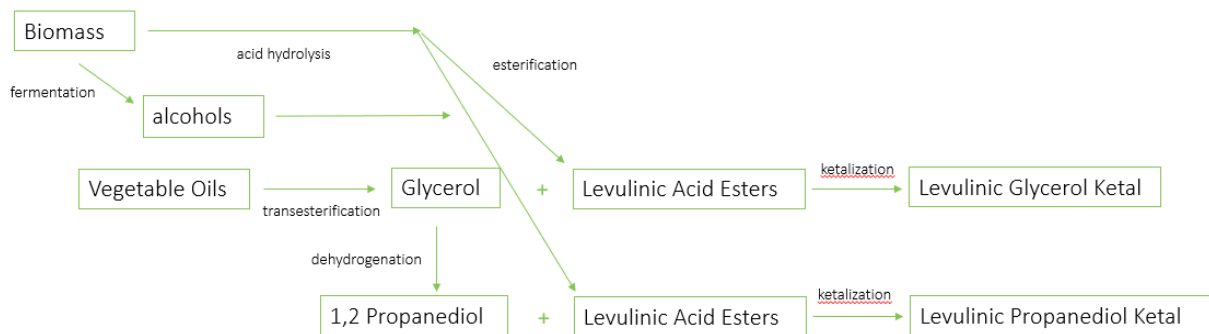 Biomass
acid hydrolysis
esterification
fermentation
alcohols
Vegetable Oils
transesterification
Glycerol
+
Levulinic Acid Esters
ketalization
Levulinic Glycerol Ketal
dehydrogenation
1,2 Propanediol
+
Levulinic Acid Esters
ketalization
Levulinic Propanediol Ketal